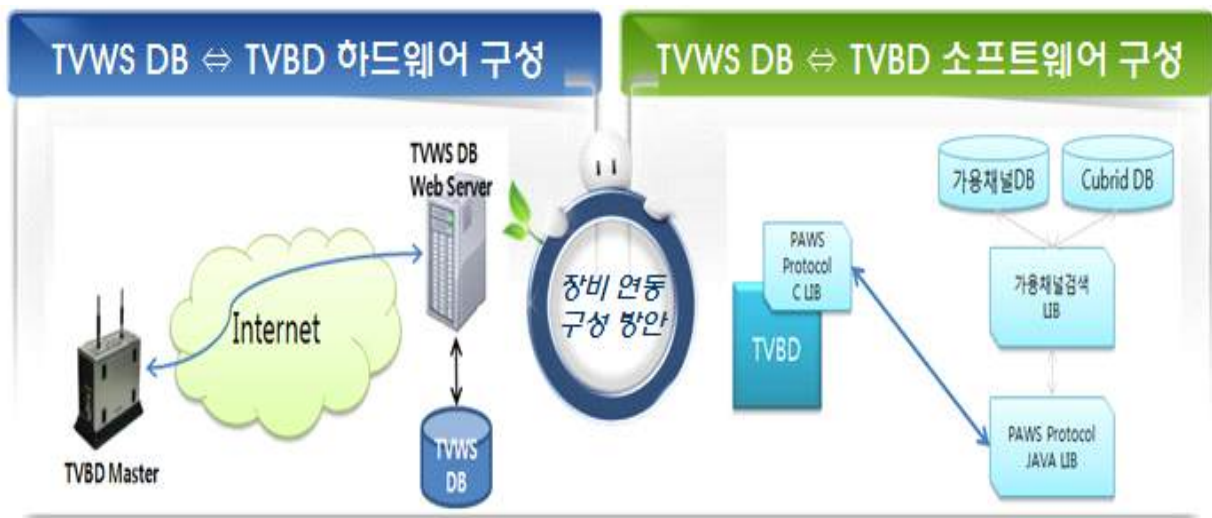 TVWS DB ⇔ TVBD 하드웨어 구성
TVWS DB
Web Server
Internet
TVBD Master
TVWS
DB
장비 연동
구성 방안
TVWS DB ⇔ TVBD 소프트웨어 구성
가용채널DB
Cubrid DB
PAWS
Protocol
C LIB
TVBD
가용채널검색
LIB
PAWS Protocol
JAVA LIB